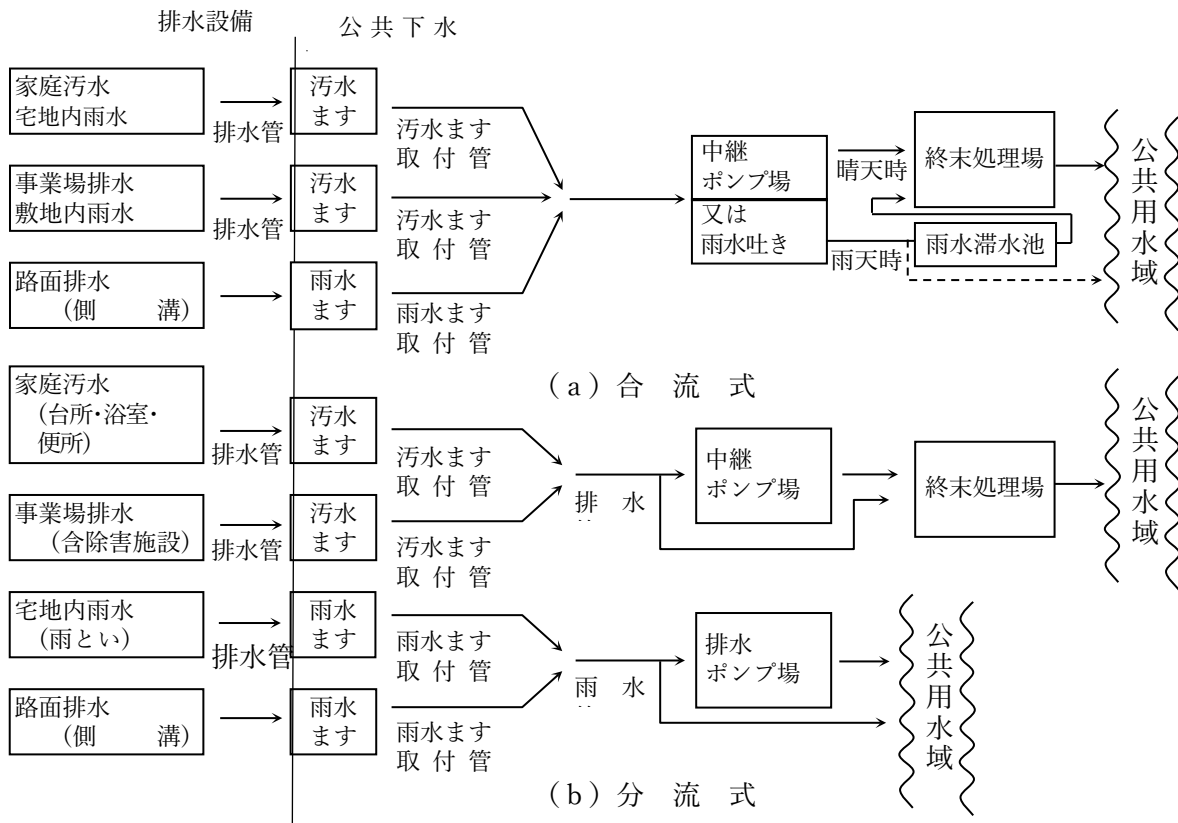 排水設備
公共下水
家庭汚水
宅地内雨水
排水管
汚水
ます
汚水ます
取付管
事業場排水
敷地内雨水
排水管
汚水
ます
汚水ます
取付管
路面排水
(側 溝)
雨水
ます
雨水ます
取付管
中継
ポンプ場
又は
雨水吐き
晴天時
雨天時
終末処理場
雨水滞水池
公共用水域
(a)合流式
家庭汚水
(台所・浴室・
便所)
排水管
汚水
ます
汚水ます
取付管
事業場排水
(含除害施設)
排水管
汚水
ます
汚水ます
取付管
排水
中継
ポンプ場
終末処理場
公共用水域
宅地内雨水
(雨とい)
排水管
雨水
ます
雨水ます
取付管
路面排水
(側 溝)
雨水
ます
雨水ます
取付管
雨水
排水
ポンプ場
公共用水域
(b)分流式